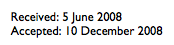 Received: 5 June 2008
Accepted: 10 December 2008